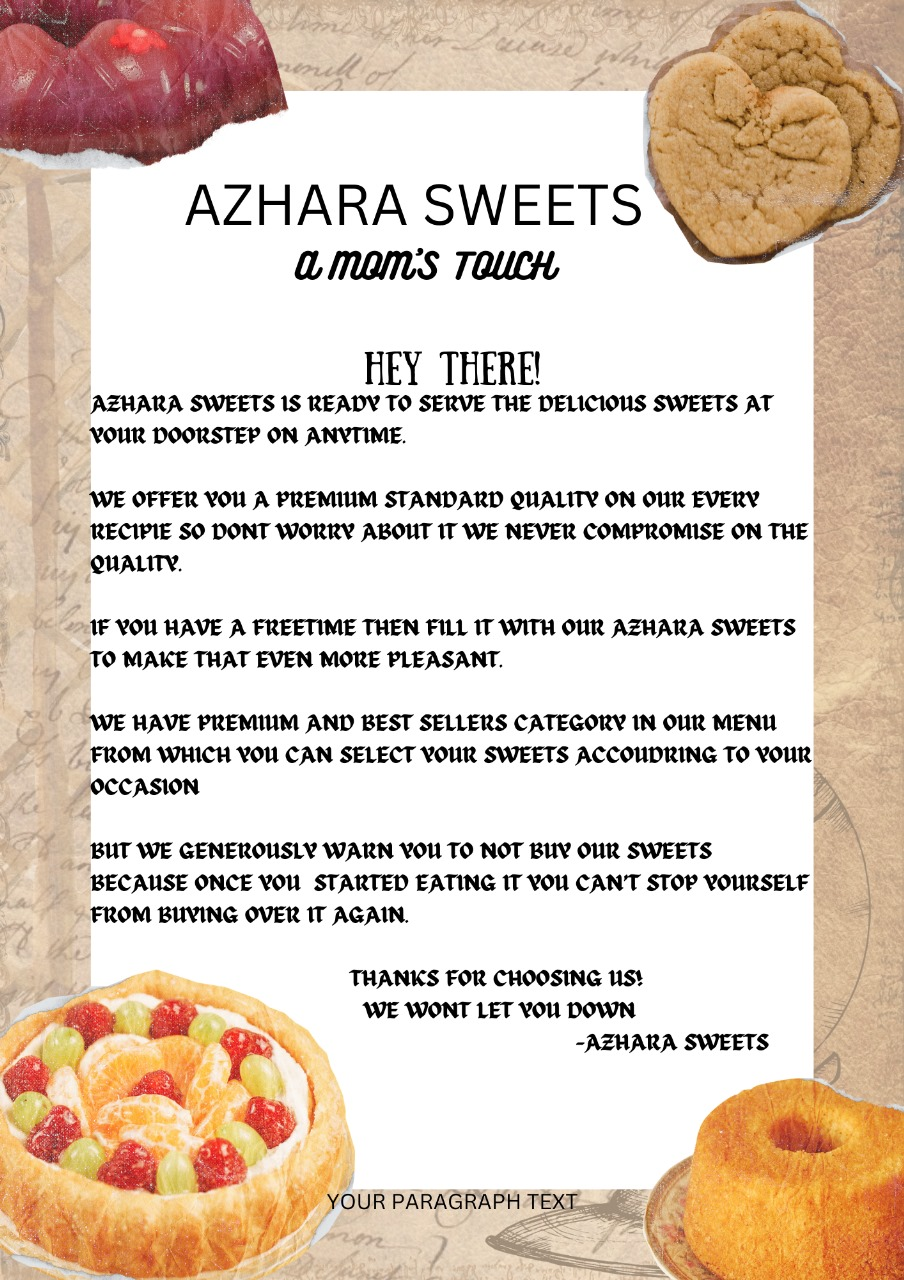 AZHARA SWEETS
a mom's touch
HEY THERE!
AZHARA SWEETS IS READY TO SERVE THE DELICIOUS SWEETS AT
YOUR DOORSTEP ON ANYTIME.
WE OFFER YOU A PREMIUM STANDARD QUALITY ON OUR EVERY
RECIPIE SO DONT WORRY ABOUT IT WE NEVER COMPROMISE ON THE
QUALITY.
IF YOU HAVE A FREETIME THEN FILL IT WITH OUR AZHARA SWEETS
TO MAKE THAT EVEN MORE PLEASANT.
WE HAVE PREMIUM AND BEST SELLERS CATEGORY IN OUR MENU
FROM WHICH YOU CAN SELECT YOUR SWEETS ACCOUDRING TO YOUR
OCCASION
BUT WE GENEROUSLY WARN YOU TO NOT BUY OUR SWEETS
BECAUSE ONCE YOU STARTED EATING IT YOU CAN'T STOP YOURSELF
FROM BUYING OVER IT AGAIN.
THANKS FOR CHOOSING US!
WE WONT LET YOU DOWN
-AZHARA SWEETS
YOUR PARAGRAPH TEXT